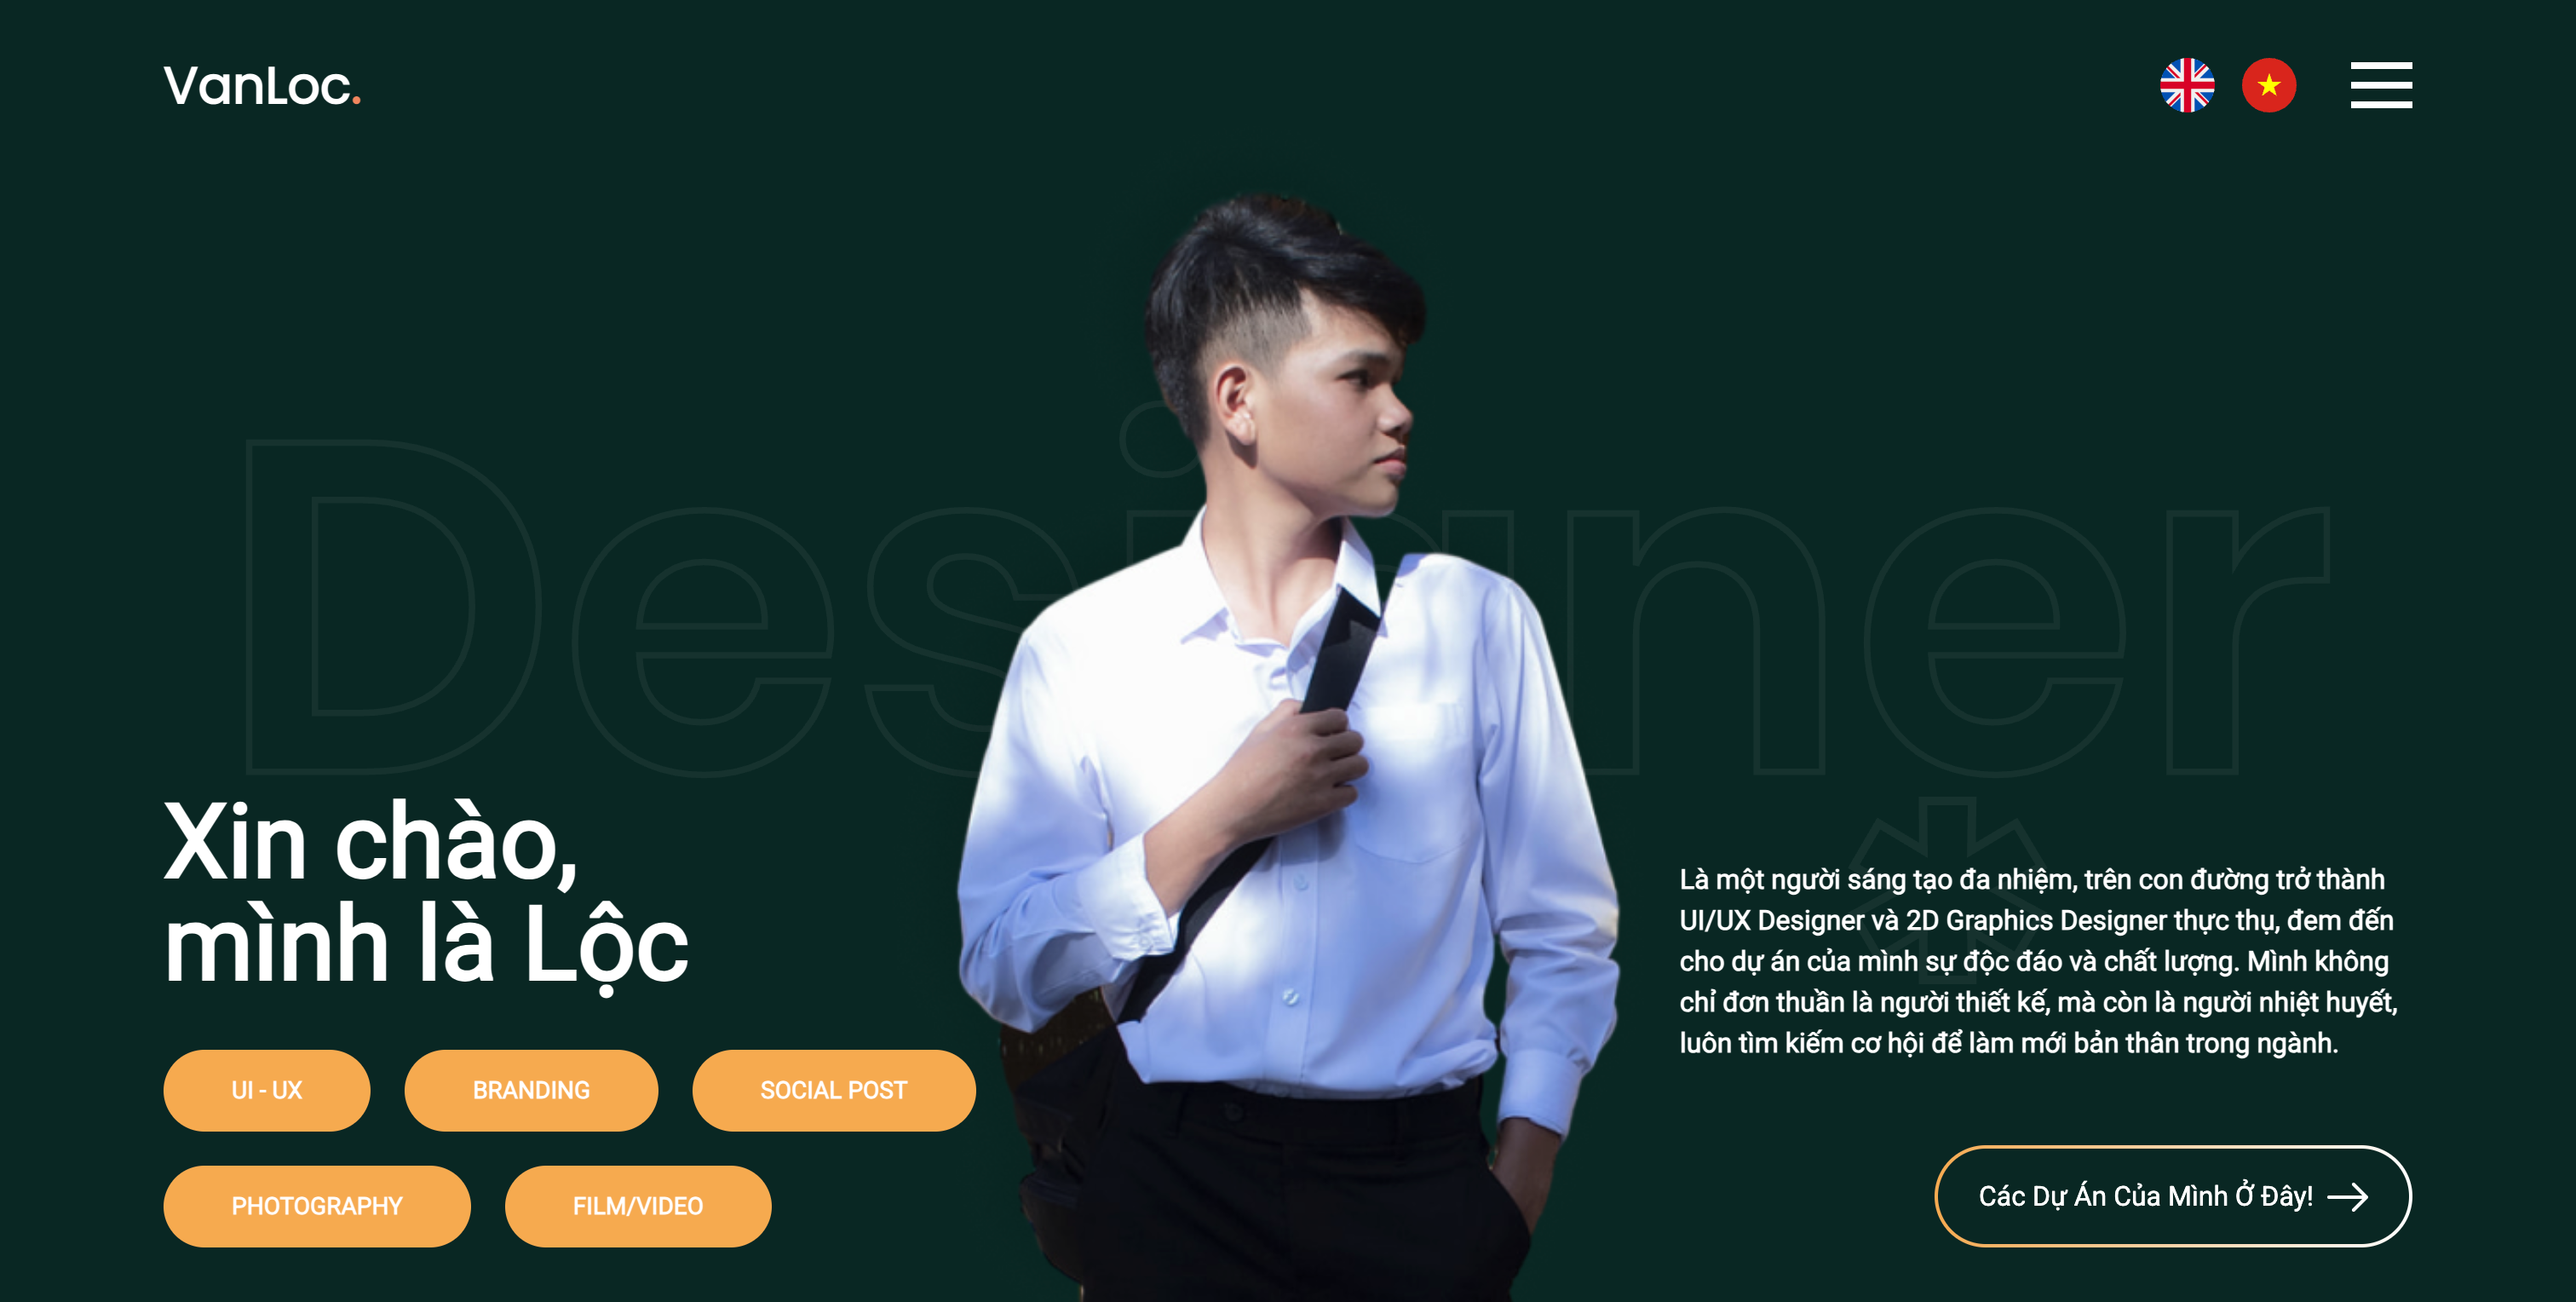 VanLoc.
Designer
*
Xin chào,
mình là Lộc
UI - UX
BRANDING
SOCIAL POST
PHOTOGRAPHY
FILM/VIDEO
Là một người sáng tạo đa nhiệm, trên con đường trở thành
UI/UX Designer và 2D Graphics Designer thực thụ, đem đến
cho dự án của mình sự độc đáo và chất lượng. Mình không
chỉ đơn thuần là người thiết kế, mà còn là người nhiệt huyết,
luôn tìm kiếm cơ hội để làm mới bản thân trong ngành.
Các Dự Án Của Mình Ở Đây!